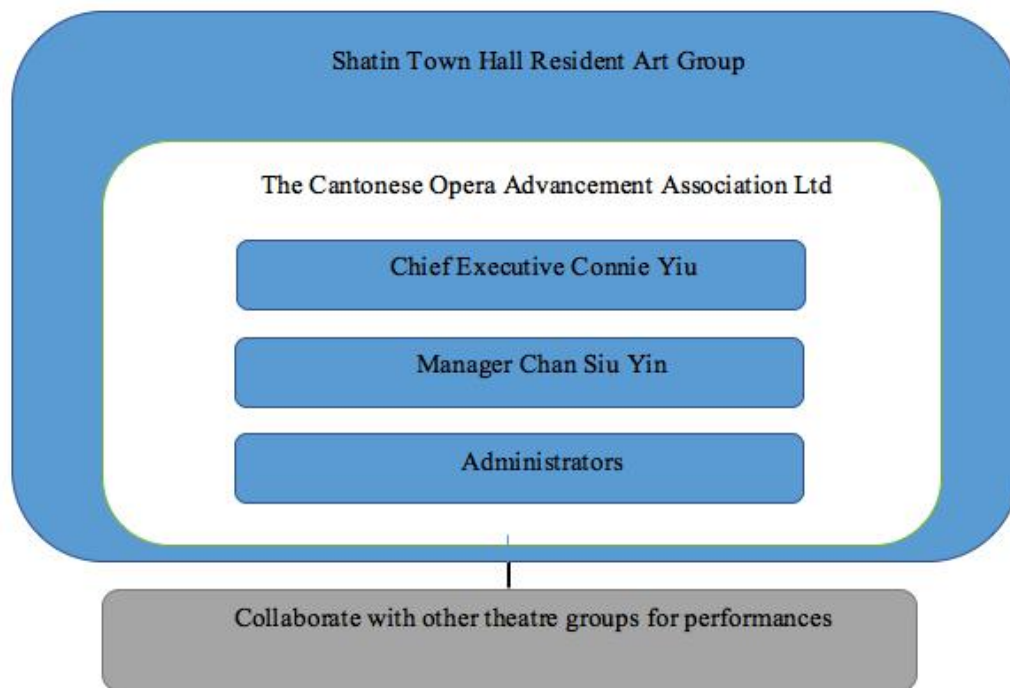 Shatin Town Hall Resident Art Group
The Cantonese Opera Advancement Association Ltd
Chief Executive Connie Yiu
Manager Chan Siu Yin
Administrators
Collaborate with other theatre groups for performances